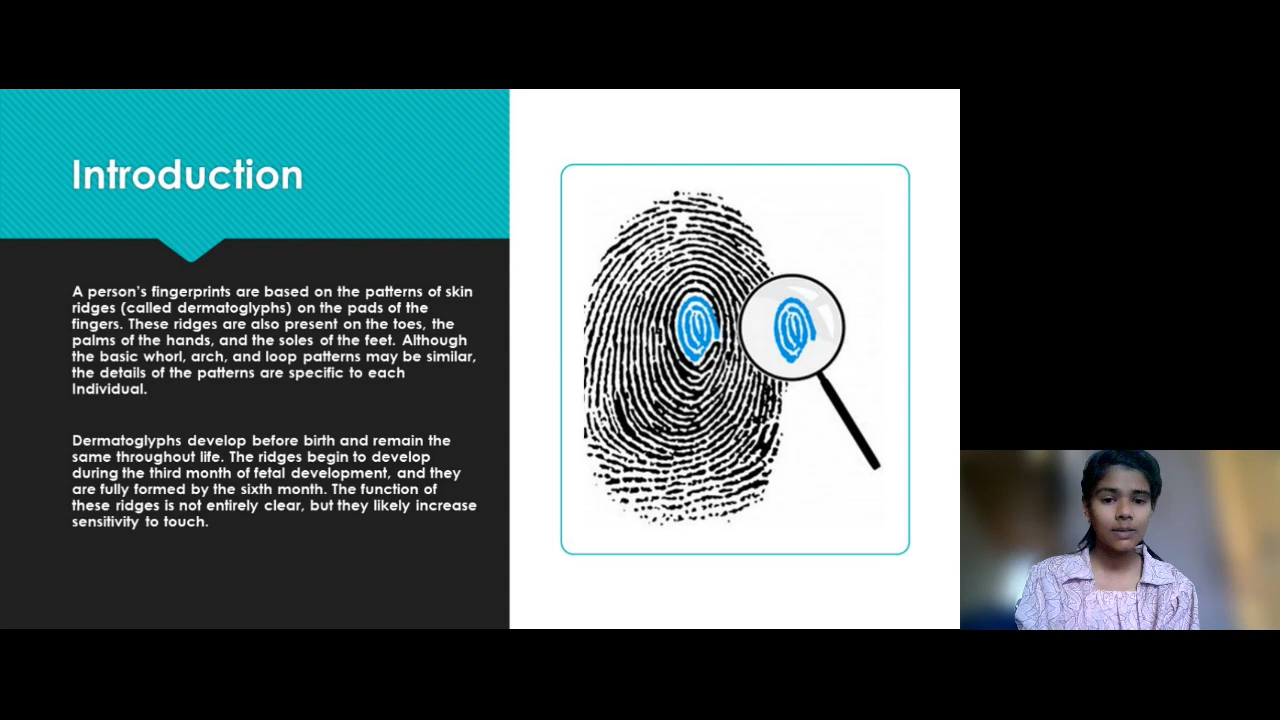 Introduction
A person's fingerprints are based on the patterns of skin
ridges (called dermatoglyphs) on the pads of the
fingers. These ridges are also present on the toes, the
palms of the hands, and the soles of the feet. Although
the basic whorl, arch, and loop patterns may be similar,
the details of the patterns are specific to each
Individual.
Dermatoglyphs develop before birth and remain the
same throughout life. The ridges begin to develop
during the third month of fetal development, and they
are fully formed by the sixth month. The function of
these ridges is not entirely clear, but they likely increase
sensitivity to touch.